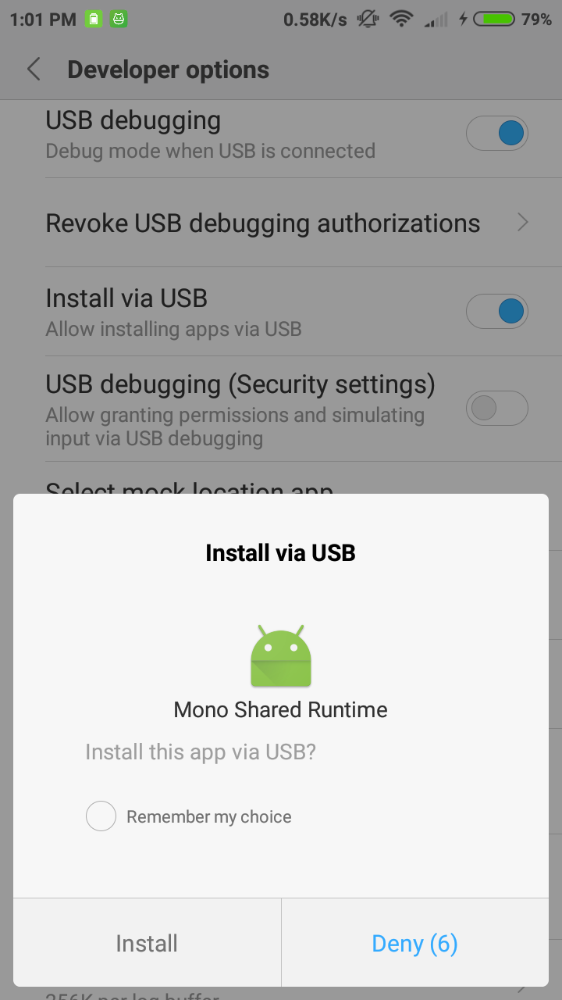 1:01 PM 0.58K/s 79%
Developer options
USB debugging
Debug mode when USB is connected
Revoke USB debugging authorizations
Install via USB
Allow installing apps via USB
USB debugging (Security settings)
Allow granting permissions and simulating
input via USB debugging
Select mock location app
Install via USB
Mono Shared Runtime
Install this app via USB?
Remember my choice
Install Deny (6)
256K per log buffer